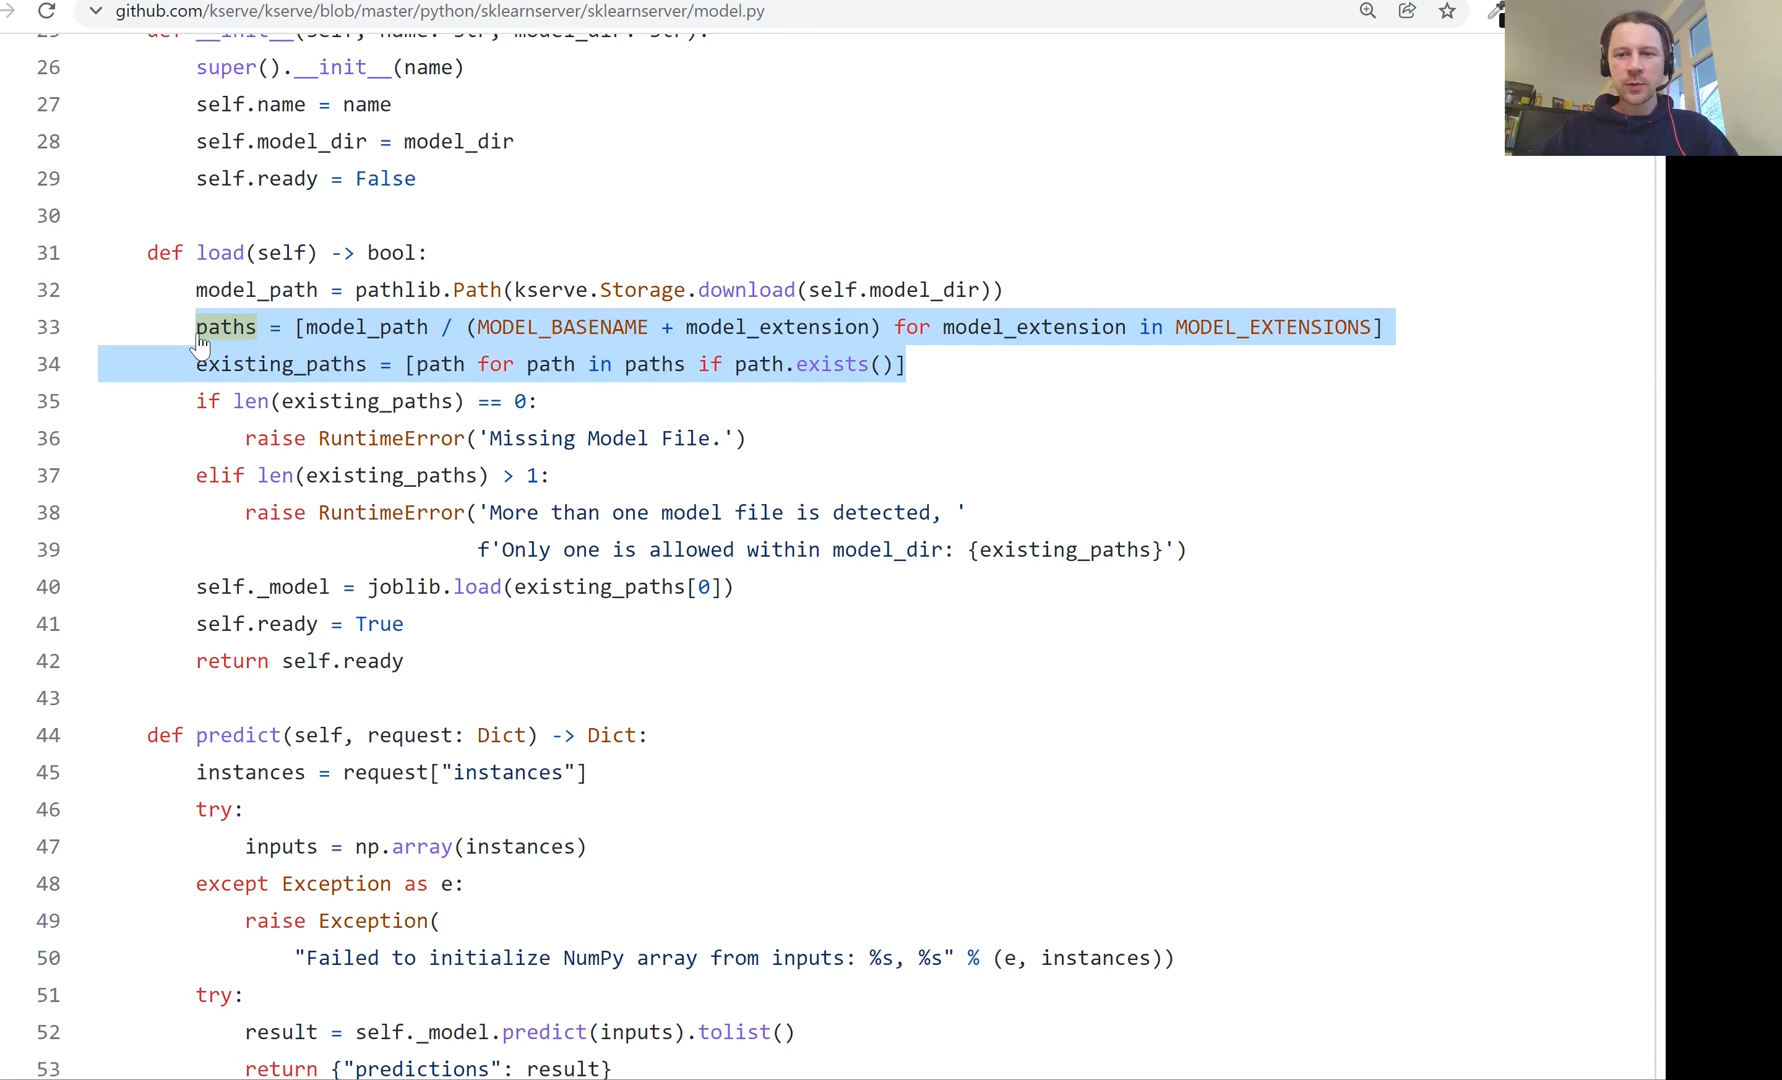 github.com/kserve/kserve/blob/master/python/sklearnserver/sklearnserver/model.py
26 super().__init__(name)
27 self.name = name
28 self.model_dir = model_dir
29 self.ready = False
30
31 def load(self) -> bool:
32 model_path = pathlib.Path(kserve.Storage.download(self.model_dir))
33 paths = [model_path / (MODEL_BASENAME + model_extension) for model_extension in MODEL_EXTENSIONS]
34 existing_paths = [path for path in paths if path.exists()]
35 if len(existing_paths) == 0:
36 raise RuntimeError('Missing Model File.')
37 elif len(existing_paths) > 1:
38 raise RuntimeError('More than one model file is detected, '
39 f'Only one is allowed within model_dir: {existing_paths}')
40 self._model = joblib.load(existing_paths[0])
41 self.ready = True
42 return self.ready
43
44 def predict(self, request: Dict) -> Dict:
45 instances = request["instances"]
46 try:
47 inputs = np.array(instances)
48 except Exception as e:
49 raise Exception(
50 "Failed to initialize NumPy array from inputs: %s, %s" % (e, instances))
51 try:
52 result = self._model.predict(inputs).tolist()
53 return {"predictions": result}